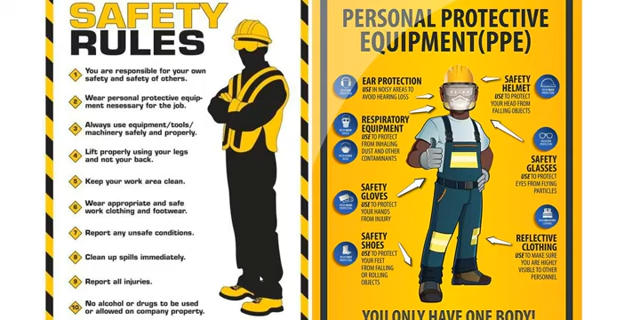 SAFETY
RULES
1 You are responsible for your own
safety and safety of others.
2 Wear personal protective equip-
ment nesessary for the job.
3 Always use equipment/tools/
machinery safely and properly.
4 Lift properly using your legs
and not your back.
5 Keep your work area clean.
6 Wear appropriate and safe
work clothing and footwear.
7 Report any unsafe conditions.
8 Clean up spills immediately.
9 Report all injuries.
10 No alcohol or drugs to be used
or allowed on company property.
PERSONAL PROTECTIVE
EQUIPMENT(PPE)
EAR PROTECTION
USE IN NOISY AREAS TO
AVOID HEARING LOSS
RESPIRATORY
EQUIPMENT
USE TO PROTECT
FROM INHALING
DUST AND OTHER
CONTAMINANTS
SAFETY
GLOVES
USE TO PROTECT
YOUR HANDS
FROM INJURY
SAFETY
SHOES
USE TO PROTECT
YOUR FEET
FROM FALLING
OR ROLLING
OBJECTS
SAFETY
HELMET
USE TO PROTECT
YOUR HEAD FROM
FALLING OBJECTS
SAFETY
GLASSES
USE TO PROTECT
EYES FROM FLYING
PARTICLES
REFLECTIVE
CLOTHING
USE TO MAKE SURE
YOU ARE HIGHLY
VISIBLE TO OTHER
PERSONNEL
YOU ONLY HAVE ONE BODY!